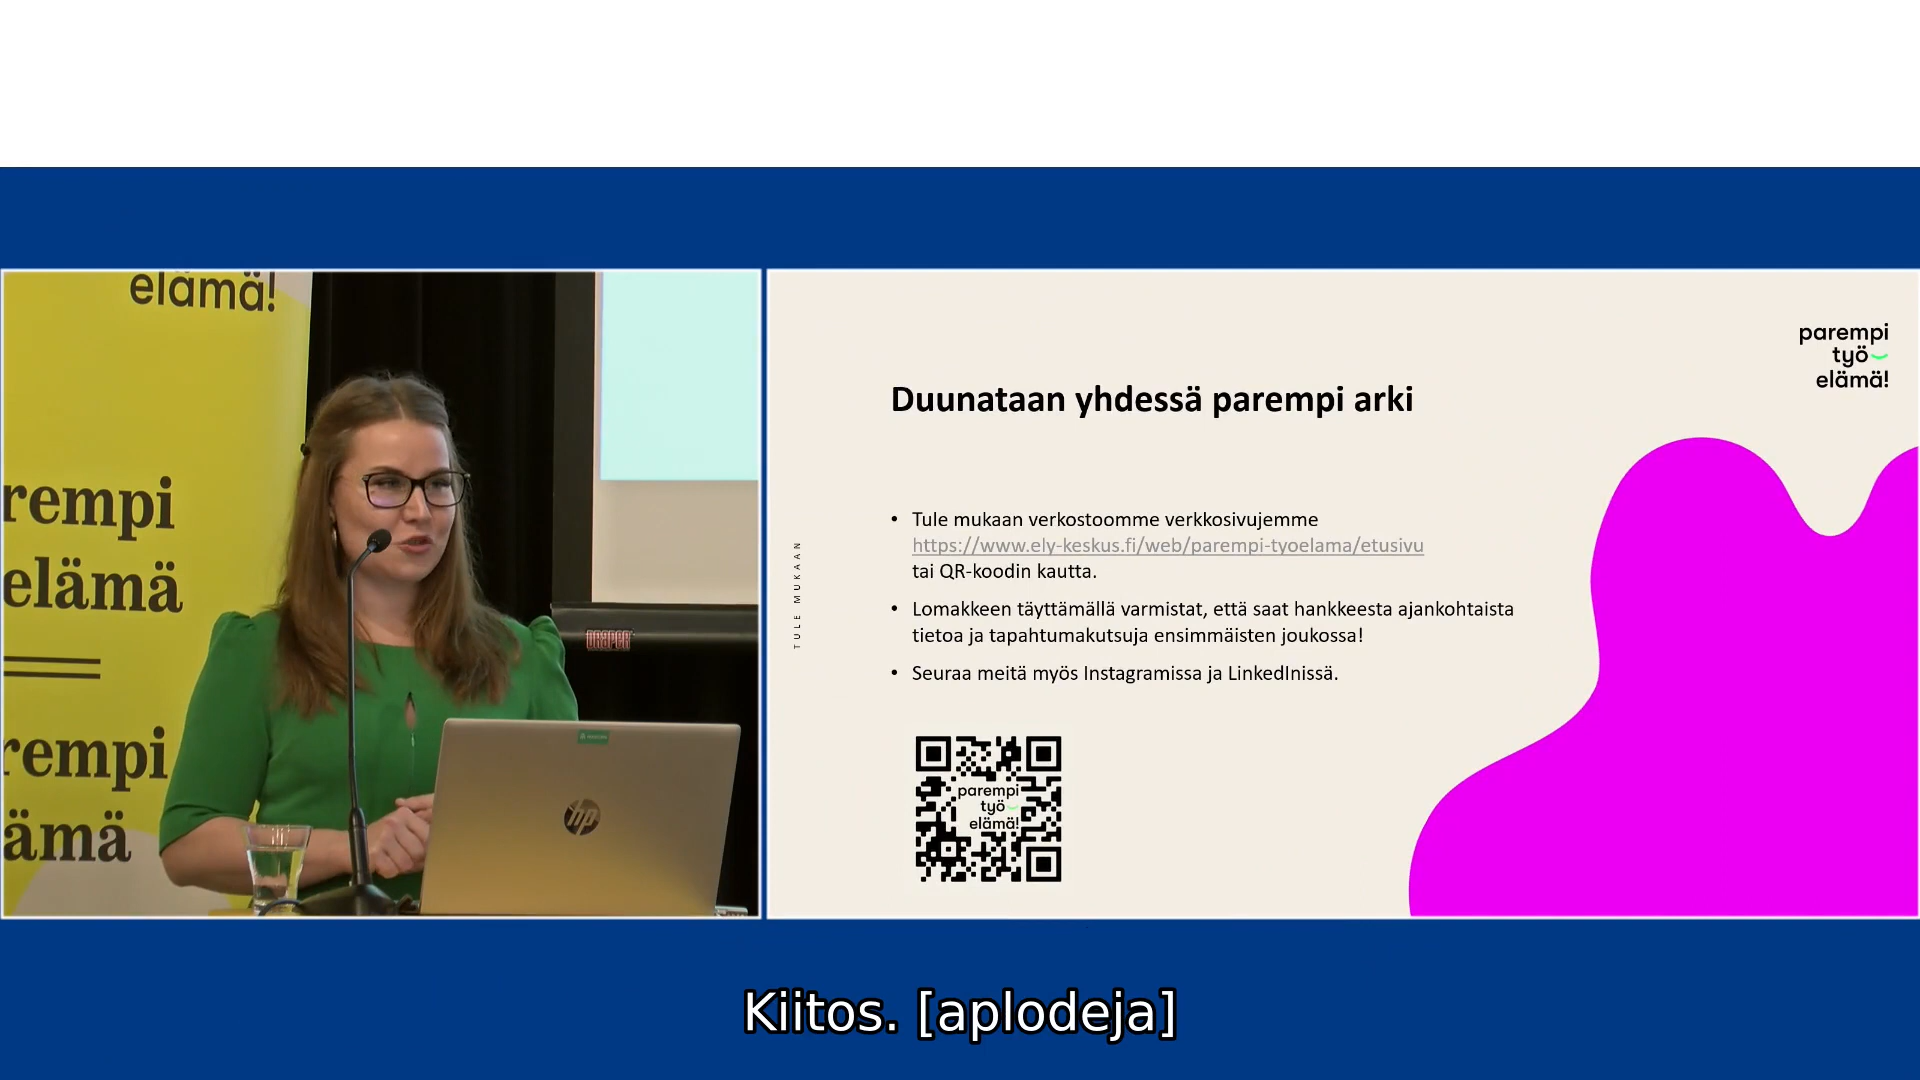 elämä!
rempi
elämä
rempi
ämä
DRAPER
hp
parempi
työ
elämä!
Duunataan yhdessä parempi arki
TULE MUKAAN
• Tule mukaan verkostoomme verkkosivujemme
https://www.ely-keskus.fi/web/parempi-tyoelama/etusivu
tai QR-koodin kautta.
• Lomakkeen täyttämällä varmistat, että saat hankkeesta ajankohtaista
tietoa ja tapahtumakutsuja ensimmäisten joukossa!
• Seuraa meitä myös Instagramissa ja LinkedInissä.
parempi
työ
elämä!
Kiitos. [aplodeja]